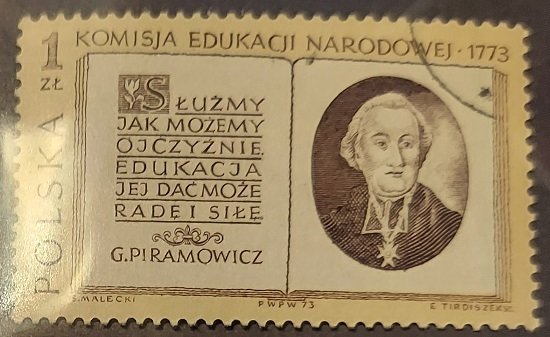 1 ZŁ
POLSKA
KOMISJA EDUKACJI NARODOWEJ · 1773
SŁUŻMY
JAK MOŻEMY
OJCZYŹNIE,
EDUKACJA
JEJ DAĆ MOŻE
RADĘ I SIŁĘ
G. PIRAMOWICZ
S. MAŁECKI
PWPW 73
E. TIRDISZEK SC.